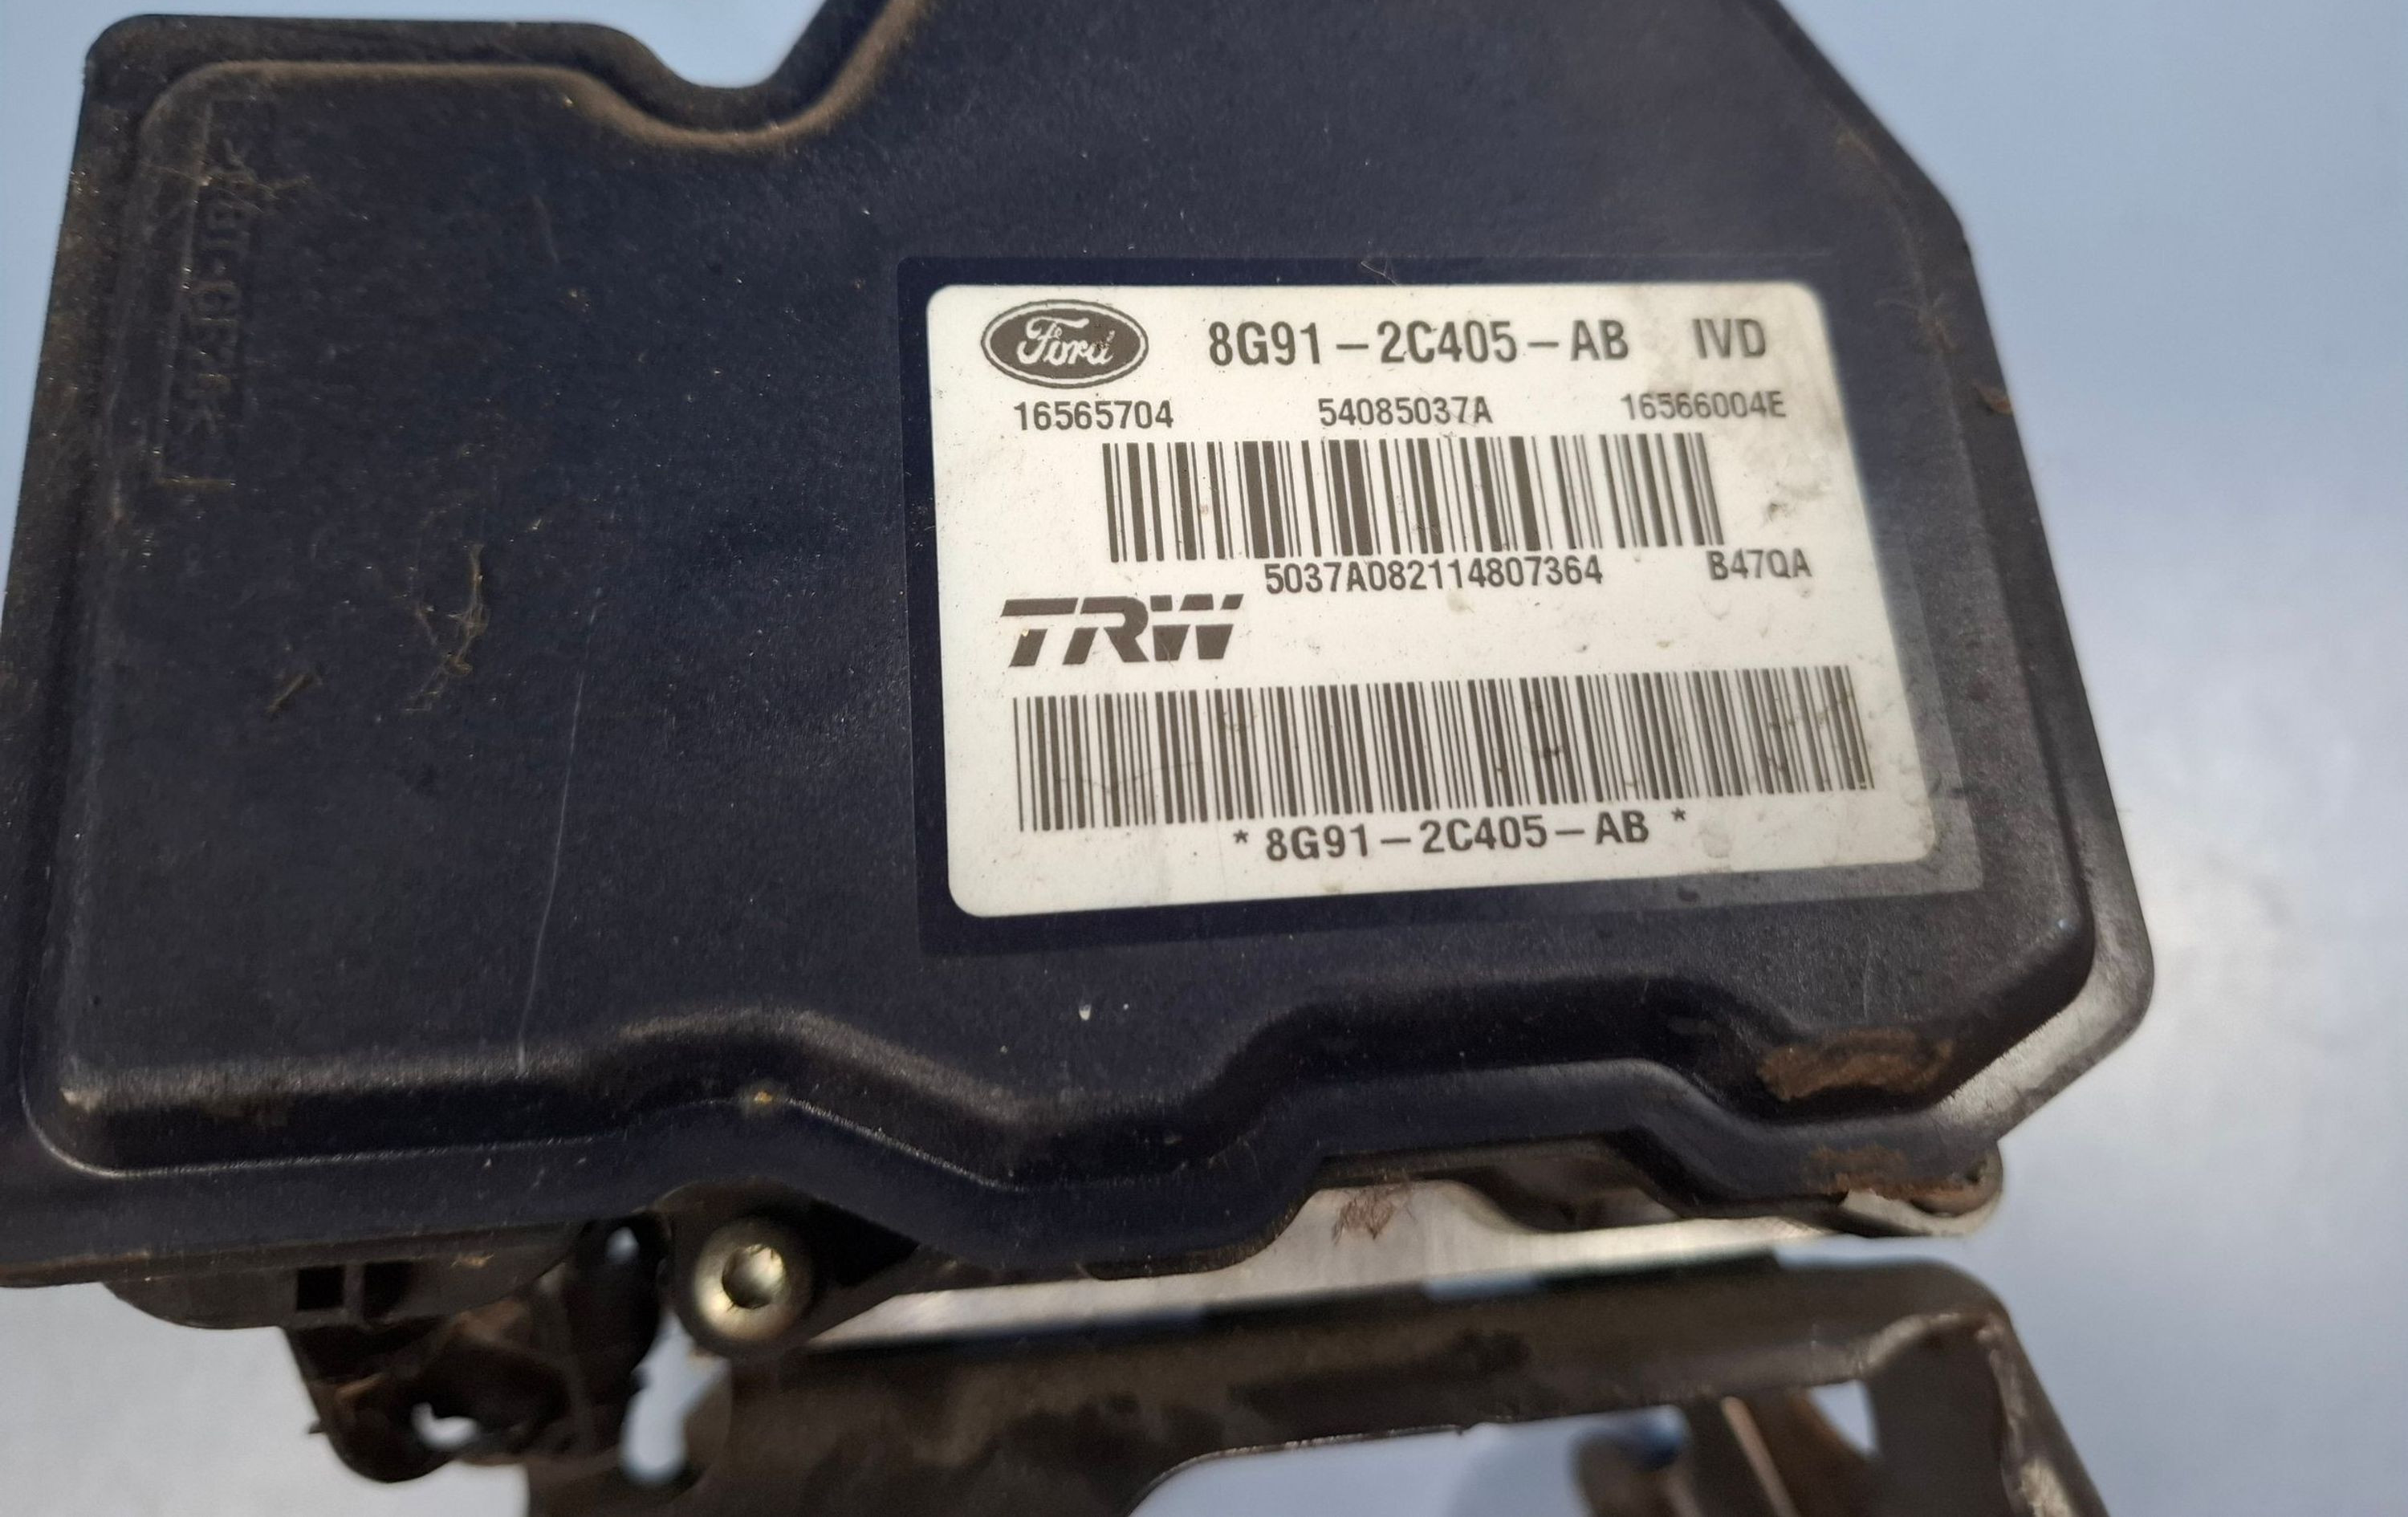 Ford 8G91-2C405-AB IVD
16565704 54085037A 16566004E
5037A082114807364 B47QA
TRW
* 8G91-2C405-AB *